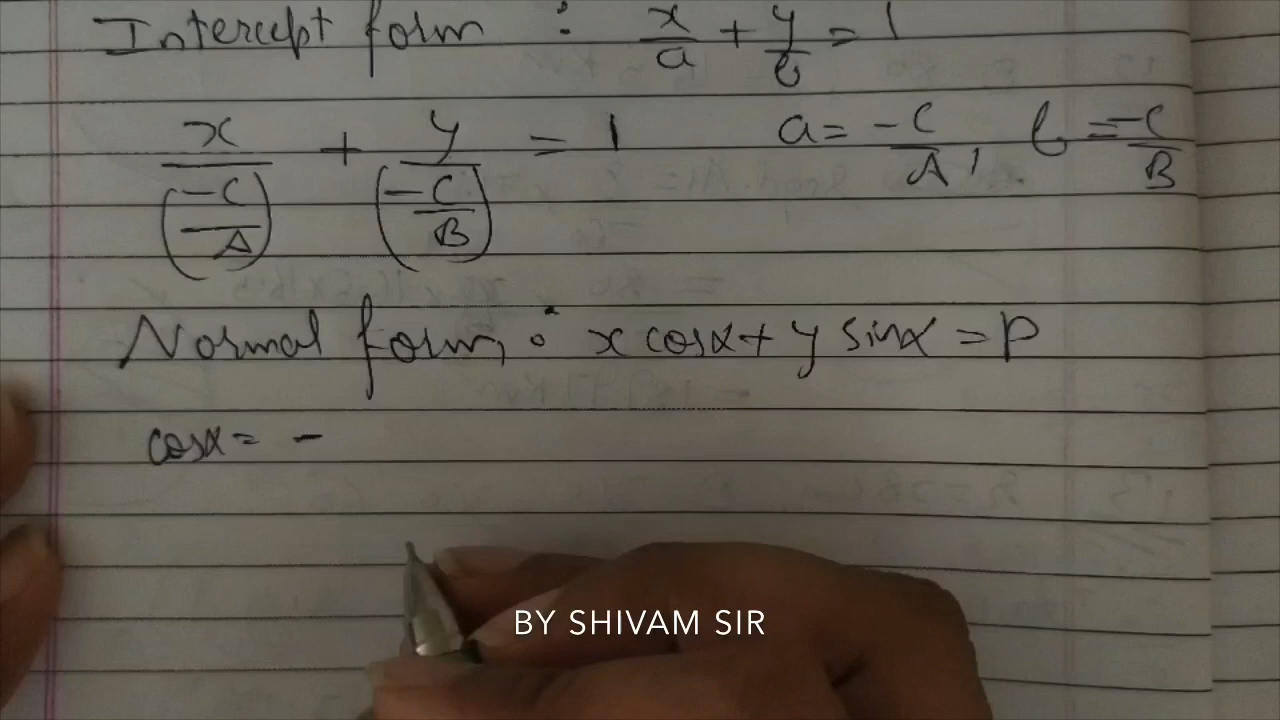 Intercept form : x/a + y/b = 1
x/(-C/A) + y/(-C/B) = 1 a = -C/A, b = -C/B
Normal form : x cosα + y sinα = p
cosα = -
BY SHIVAM SIR